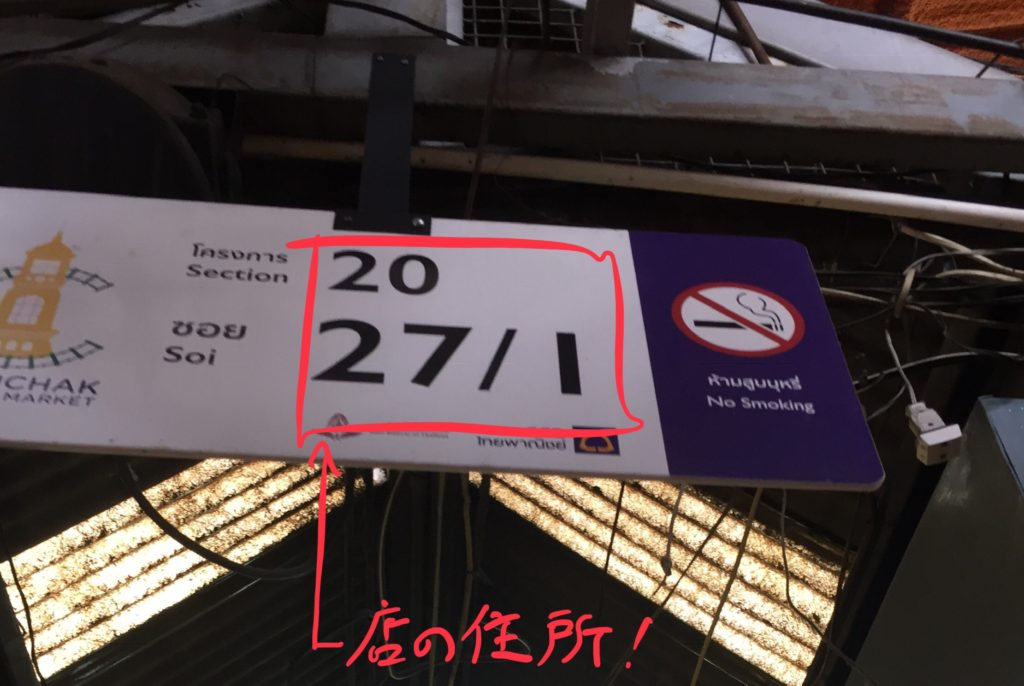 โครงการ
Section
20
ซอย
Soi
27/1
CHAK
MARKET
ไทยพาณิชย์
ห้ามสูบบุหรี่
No Smoking
店の住所!